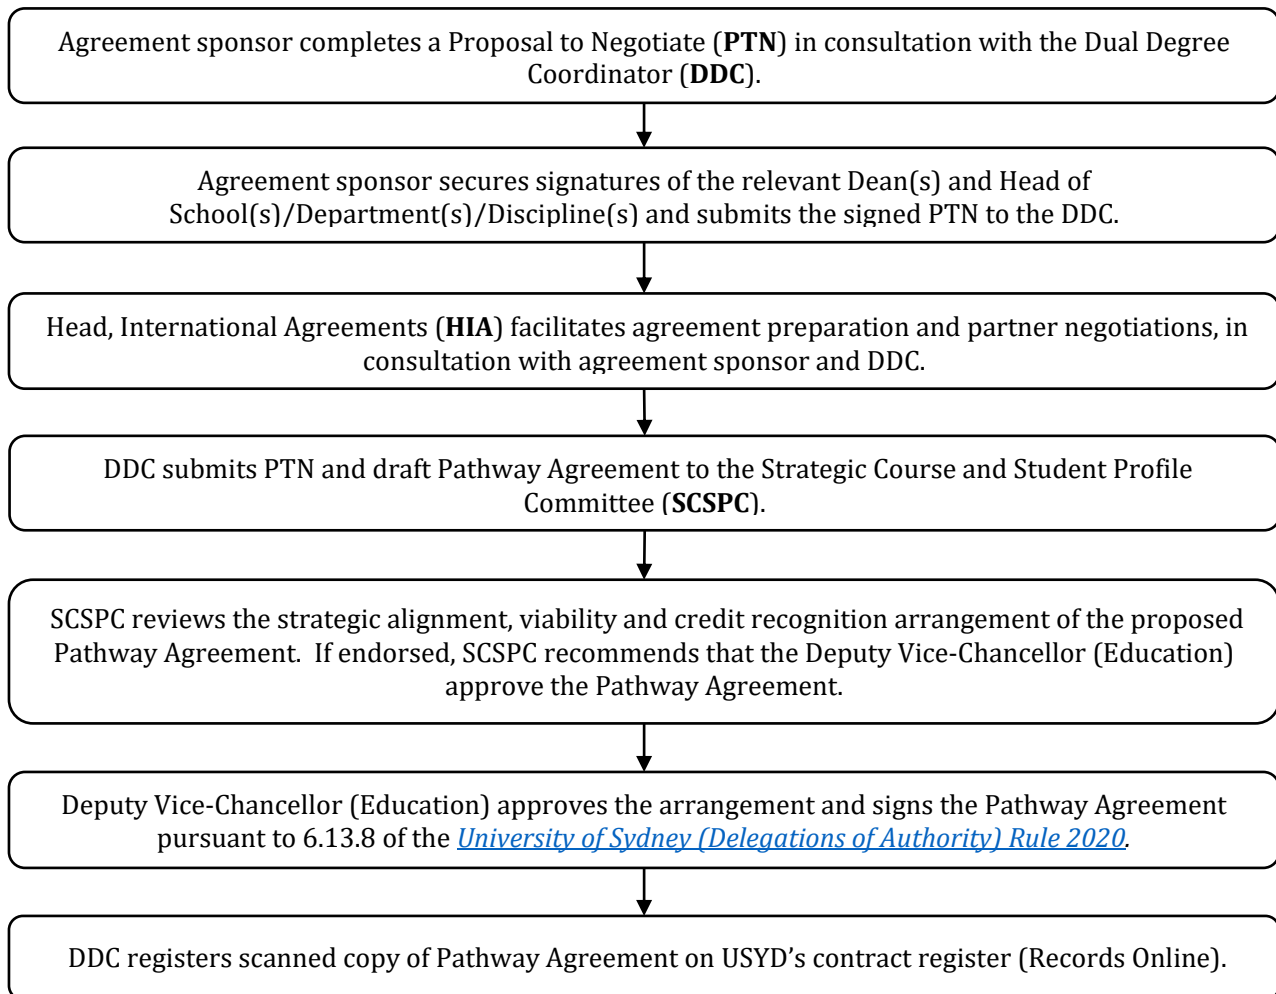 Agreement sponsor completes a Proposal to Negotiate (PTN) in consultation with the Dual Degree
Coordinator (DDC).
Agreement sponsor secures signatures of the relevant Dean(s) and Head of
School(s)/Department(s)/Discipline(s) and submits the signed PTN to the DDC.
Head, International Agreements (HIA) facilitates agreement preparation and partner negotiations, in
consultation with agreement sponsor and DDC.
DDC submits PTN and draft Pathway Agreement to the Strategic Course and Student Profile
Committee (SCSPC).
SCSPC reviews the strategic alignment, viability and credit recognition arrangement of the proposed
Pathway Agreement.  If endorsed, SCSPC recommends that the Deputy Vice-Chancellor (Education)
approve the Pathway Agreement.
Deputy Vice-Chancellor (Education) approves the arrangement and signs the Pathway Agreement
pursuant to 6.13.8 of the University of Sydney (Delegations of Authority) Rule 2020.
DDC registers scanned copy of Pathway Agreement on USYD's contract register (Records Online).